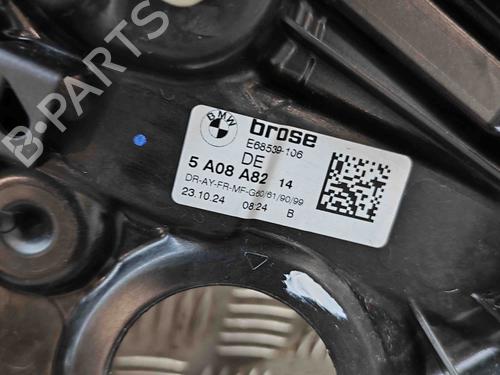 BMW
brose
E68539-106
DE
5 A08 A82 14
DR-AY-FR-MF-G60/61/90/99
23.10.24 08:24 B
B-PARTS